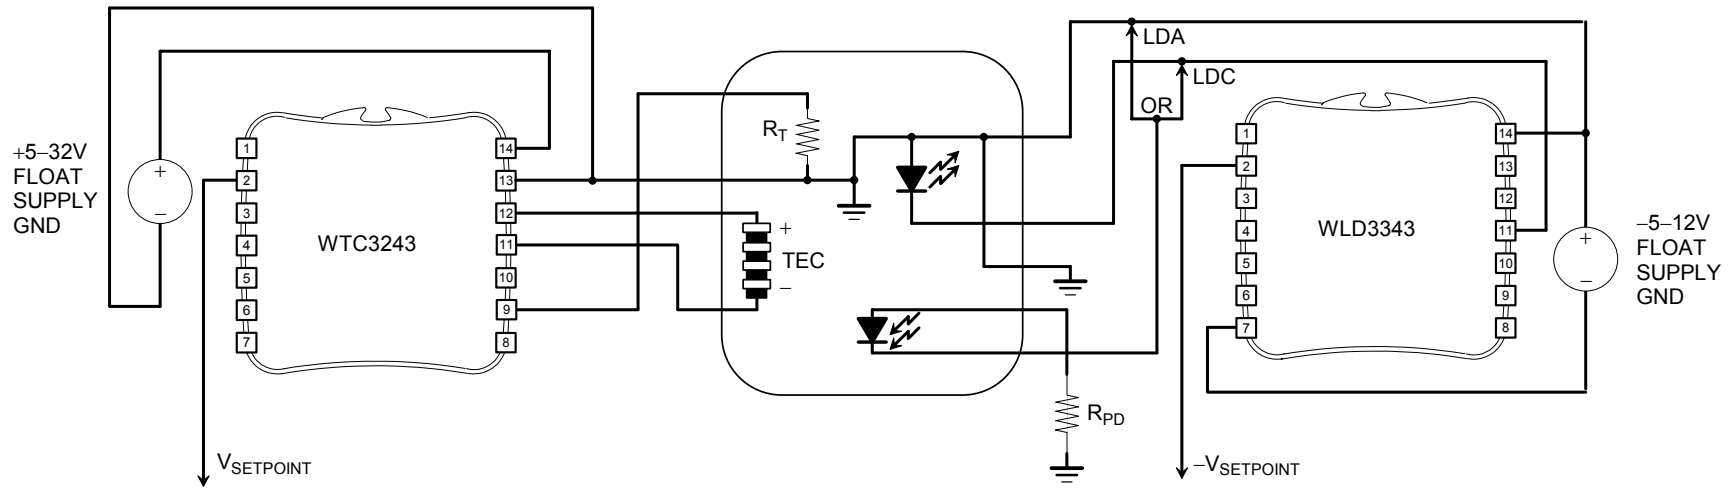 +5–32V
FLOAT
SUPPLY
GND
+
–
1
2
3
4
5
6
7
WTC3243
14
13
12
11
10
9
8
V_SETPOINT
R_T
+
TEC
–
LDA
LDC
OR
R_PD
1
2
3
4
5
6
7
WLD3343
14
13
12
11
10
9
8
–V_SETPOINT
+
–
–5–12V
FLOAT
SUPPLY
GND